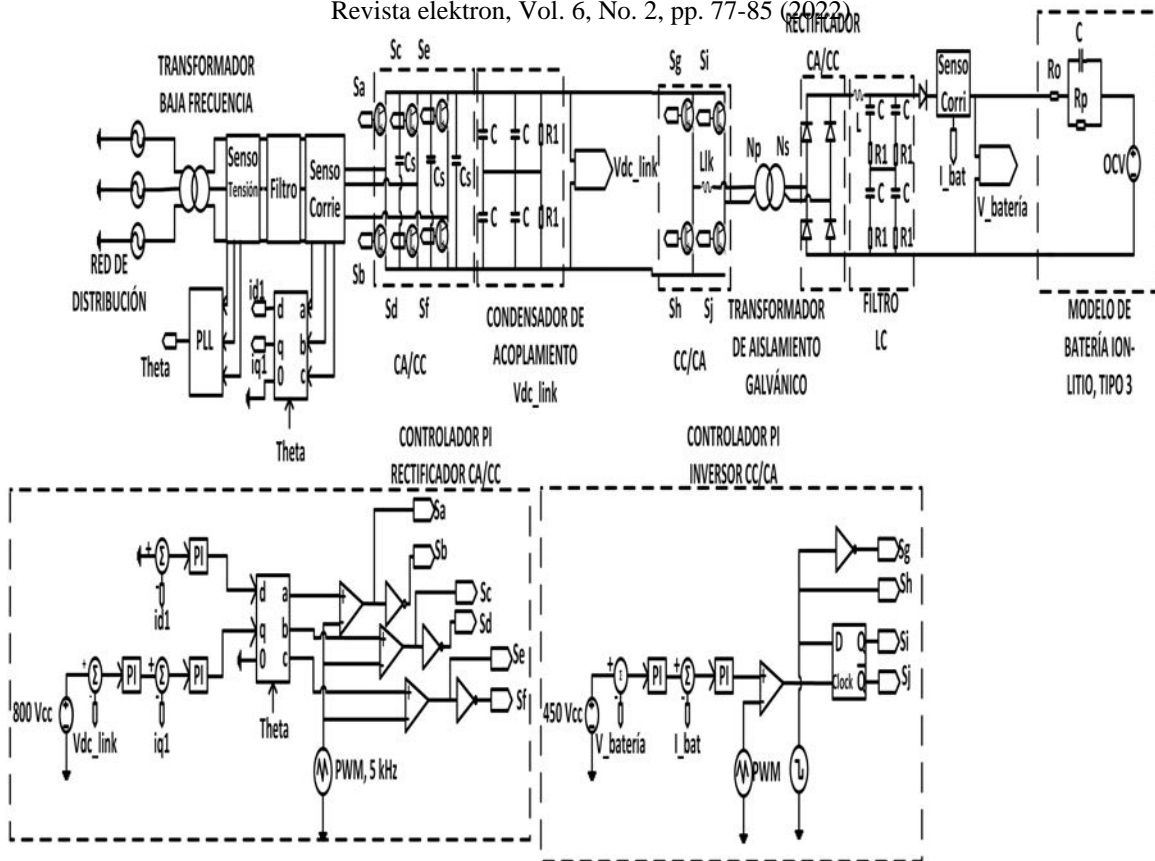 Revista elektron, Vol. 6, No. 2, pp. 77-85 (2022)
RECTIFICADOR
CA/CC
TRANSFORMADOR
BAJA FRECUENCIA
Sc Se
Sa
Sg Si
Senso
Corri
C
Ro
Rp
OCV
Senso
Tensión
Filtro
Senso
Corrie
Cs Cs Cs
C C R1
C C R1
Vdc_link
Llk
Np Ns
L
C C
R1 R1
C C
R1 R1
I_bat
V_batería
RED DE
DISTRIBUCIÓN
Sb
Sd Sf
CA/CC
CONDENSADOR DE
ACOPLAMIENTO
Vdc_link
Sh Sj
CC/CA
TRANSFORMADOR
DE AISLAMIENTO
GALVÁNICO
FILTRO
LC
MODELO DE
BATERÍA ION-
LITIO, TIPO 3
PLL
Theta
id1
iq1
d a
q b
0 c
Theta
CONTROLADOR PI
RECTIFICADOR CA/CC
CONTROLADOR PI
INVERSOR CC/CA
+ Σ PI
-
id1
800 Vcc
+ Σ PI + Σ PI
- -
Vdc_link
iq1
d a
q b
0 c
Theta
+ -
+ -
+ -
PWM, 5 kHz
Sa
Sb
Sc
Sd
Se
Sf
450 Vcc
+ Σ PI + Σ PI
- -
V_batería
I_bat
+ -
PWM
D Q
Clock Q
Sg
Sh
Si
Sj